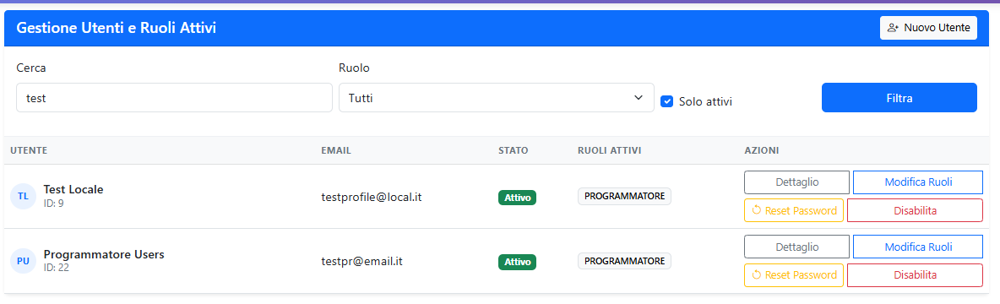 Gestione Utenti e Ruoli Attivi
Nuovo Utente
Cerca
Ruolo
test
Tutti
Solo attivi
Filtra
UTENTE EMAIL STATO RUOLI ATTIVI AZIONI
TL
Test Locale
ID: 9
testprofile@local.it
Attivo
PROGRAMMATORE
Dettaglio
Modifica Ruoli
Reset Password
Disabilita
PU
Programmatore Users
ID: 22
testpr@email.it
Attivo
PROGRAMMATORE
Dettaglio
Modifica Ruoli
Reset Password
Disabilita